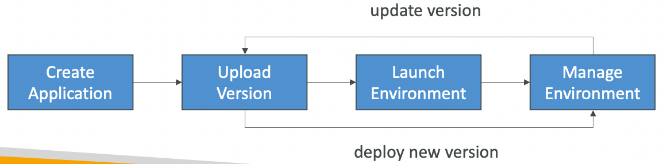 update version
Create
Application
Upload
Version
Launch
Environment
Manage
Environment
deploy new version